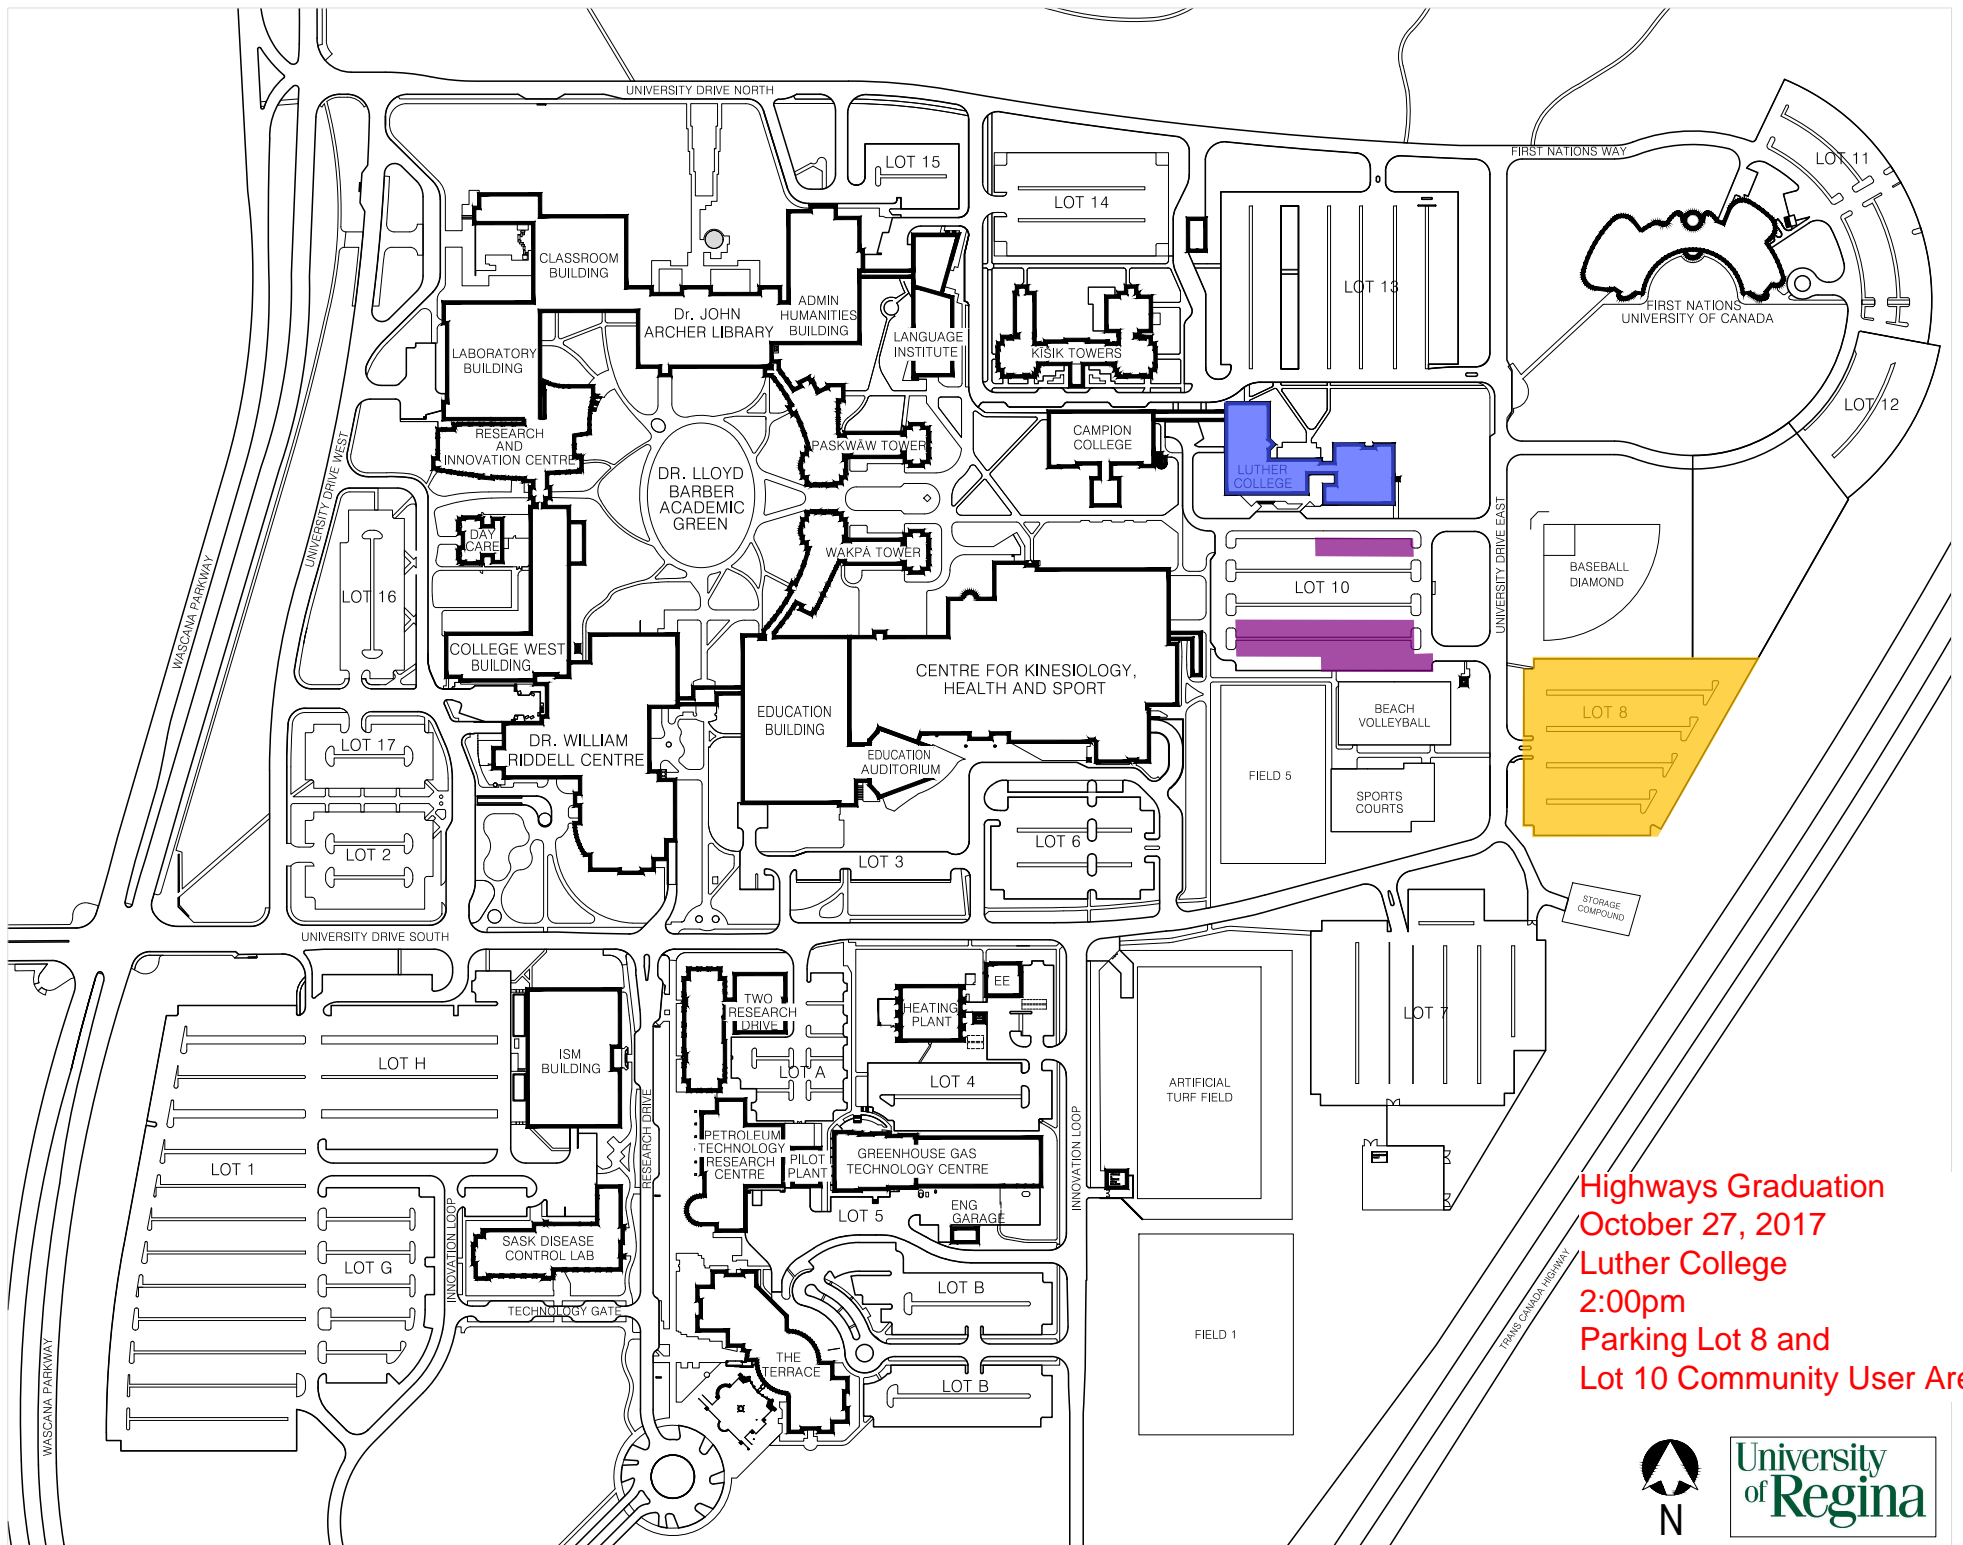 UNIVERSITY DRIVE NORTH
FIRST NATIONS WAY
LOT 15
LOT 11
LOT 14
CLASSROOM
BUILDING
LOT 13
ADMIN
HUMANITIES
BUILDING
Dr. JOHN
ARCHER LIBRARY
FIRST NATIONS
UNIVERSITY OF CANADA
LANGUAGE
INSTITUTE
KĪSIK TOWERS
LABORATORY
BUILDING
LOT 12
RESEARCH
AND
INNOVATION CENTRE
PASKWĀW TOWER
CAMPION
COLLEGE
LUTHER
COLLEGE
DR. LLOYD
BARBER
ACADEMIC
GREEN
UNIVERSITY DRIVE WEST
UNIVERSITY DRIVE EAST
DAY
CARE
WAKPĀ TOWER
BASEBALL
DIAMOND
LOT 10
LOT 16
WASCANA PARKWAY
COLLEGE WEST
BUILDING
CENTRE FOR KINESIOLOGY,
HEALTH AND SPORT
EDUCATION
BUILDING
BEACH
VOLLEYBALL
LOT 8
LOT 17
DR. WILLIAM
RIDDELL CENTRE
EDUCATION
AUDITORIUM
FIELD 5
SPORTS
COURTS
LOT 2
LOT 3
LOT 6
STORAGE
COMPOUND
UNIVERSITY DRIVE SOUTH
TWO
RESEARCH
DRIVE
EE
HEATING
PLANT
LOT 7
ISM
BUILDING
LOT H
LOT A
LOT 4
ARTIFICIAL
TURF FIELD
RESEARCH DRIVE
INNOVATION LOOP
PETROLEUM
TECHNOLOGY
RESEARCH
CENTRE
PILOT
PLANT
GREENHOUSE GAS
TECHNOLOGY CENTRE
LOT 1
LOT 5
ENG
GARAGE
INNOVATION LOOP
SASK DISEASE
CONTROL LAB
LOT G
TECHNOLOGY GATE
LOT B
FIELD 1
THE
TERRACE
LOT B
WASCANA PARKWAY
TRANS CANADA HIGHWAY
Highways Graduation
October 27, 2017
Luther College
2:00pm
Parking Lot 8 and
Lot 10 Community User Are
N
University
of Regina